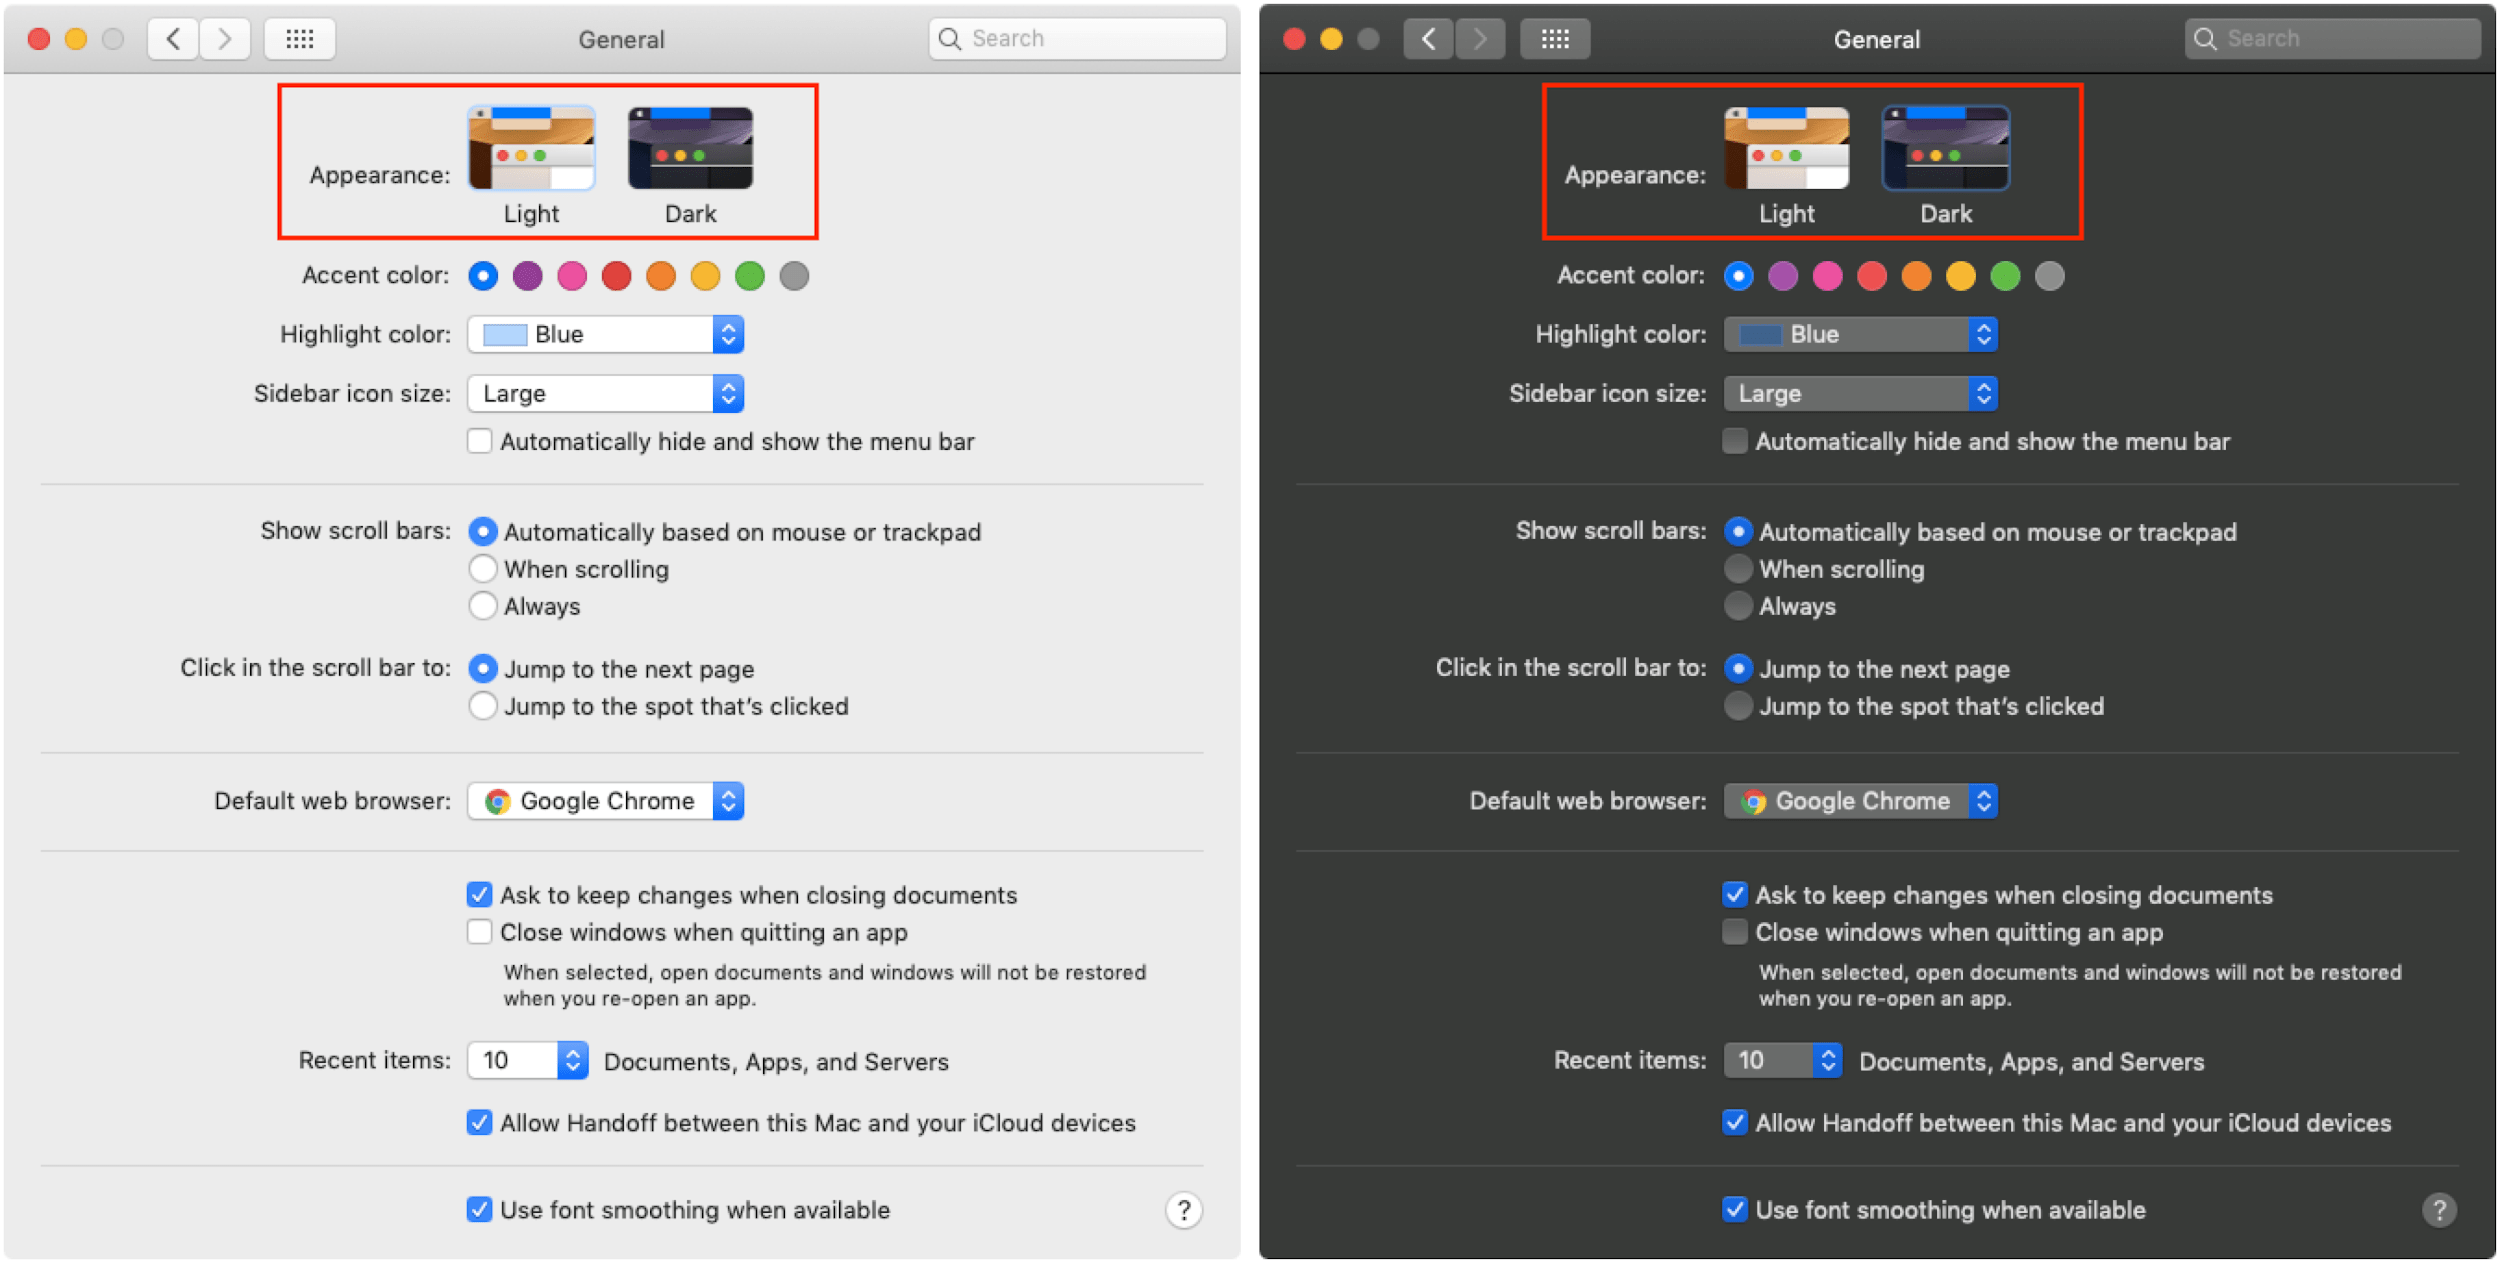 General
Search
Appearance:
Light
Dark
Accent color:
Highlight color: Blue
Sidebar icon size: Large
Automatically hide and show the menu bar
Show scroll bars: Automatically based on mouse or trackpad
When scrolling
Always
Click in the scroll bar to: Jump to the next page
Jump to the spot that's clicked
Default web browser: Google Chrome
Ask to keep changes when closing documents
Close windows when quitting an app
When selected, open documents and windows will not be restored
when you re-open an app.
Recent items: 10 Documents, Apps, and Servers
Allow Handoff between this Mac and your iCloud devices
Use font smoothing when available ?
General
Search
Appearance:
Light
Dark
Accent color:
Highlight color: Blue
Sidebar icon size: Large
Automatically hide and show the menu bar
Show scroll bars: Automatically based on mouse or trackpad
When scrolling
Always
Click in the scroll bar to: Jump to the next page
Jump to the spot that's clicked
Default web browser: Google Chrome
Ask to keep changes when closing documents
Close windows when quitting an app
When selected, open documents and windows will not be restored
when you re-open an app.
Recent items: 10 Documents, Apps, and Servers
Allow Handoff between this Mac and your iCloud devices
Use font smoothing when available ?